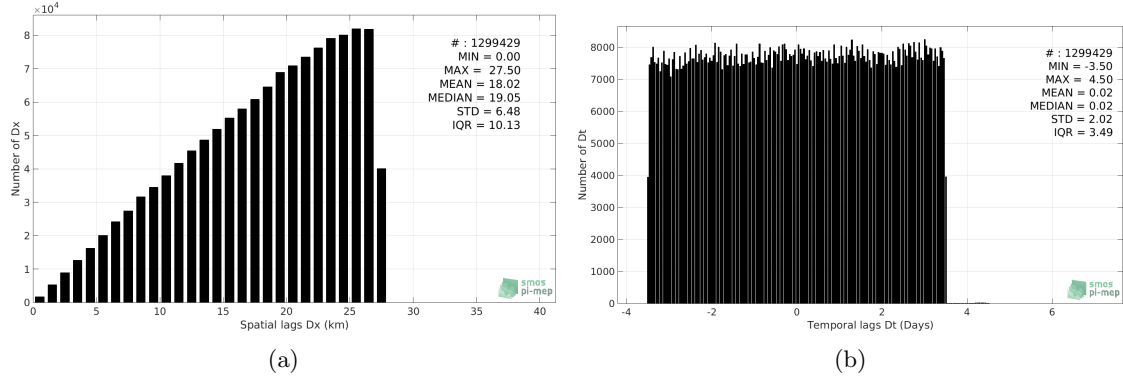 ×10⁴
8
7
6
5
4
3
2
1
0
Number of Dx
# : 1299429
MIN = 0.00
MAX = 27.50
MEAN = 18.02
MEDIAN = 19.05
STD = 6.48
IQR = 10.13
smos
pi-mep
0 5 10 15 20 25 30 35 40
Spatial lags Dx (km)
(a)
8000
7000
6000
5000
4000
3000
2000
1000
0
Number of Dt
# : 1299429
MIN = -3.50
MAX = 4.50
MEAN = 0.02
MEDIAN = 0.02
STD = 2.02
IQR = 3.49
smos
pi-mep
-4 -2 0 2 4 6
Temporal lags Dt (Days)
(b)